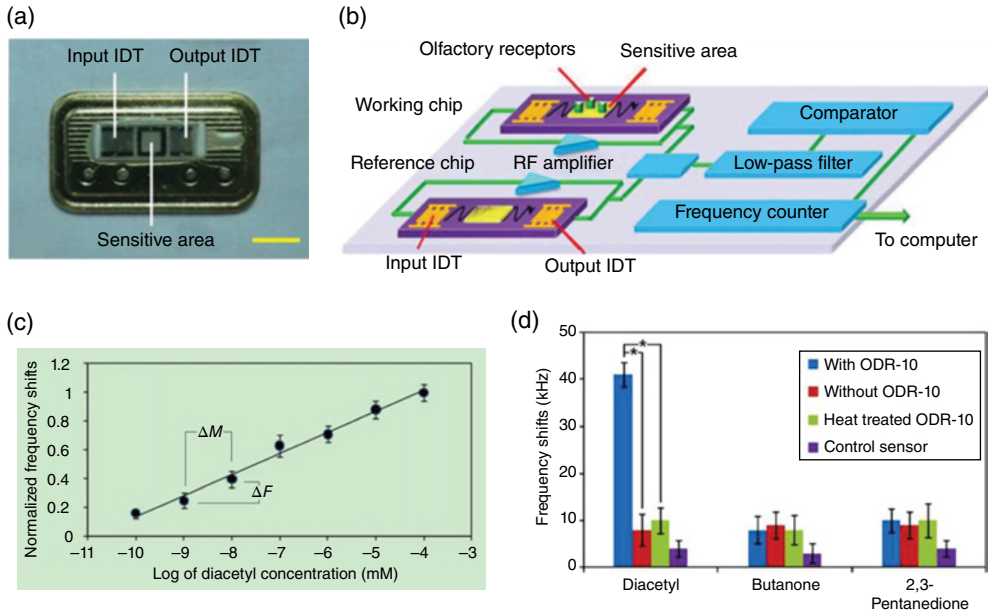 (a)
Input IDT
Output IDT
Sensitive area
(b)
Olfactory receptors
Sensitive area
Working chip
Comparator
Reference chip
RF amplifier
Low-pass filter
Frequency counter
Input IDT
Output IDT
To computer
(c)
Normalized frequency shifts
1.2
1
0.8
0.6
0.4
0.2
0
ΔM
ΔF
−11
−10
−9
−8
−7
−6
−5
−4
−3
Log of diacetyl concentration (mM)
(d)
Frequency shifts (kHz)
50
40
30
20
10
0
* *
With ODR-10
Without ODR-10
Heat treated ODR-10
Control sensor
Diacetyl
Butanone
2,3-
Pentanedione